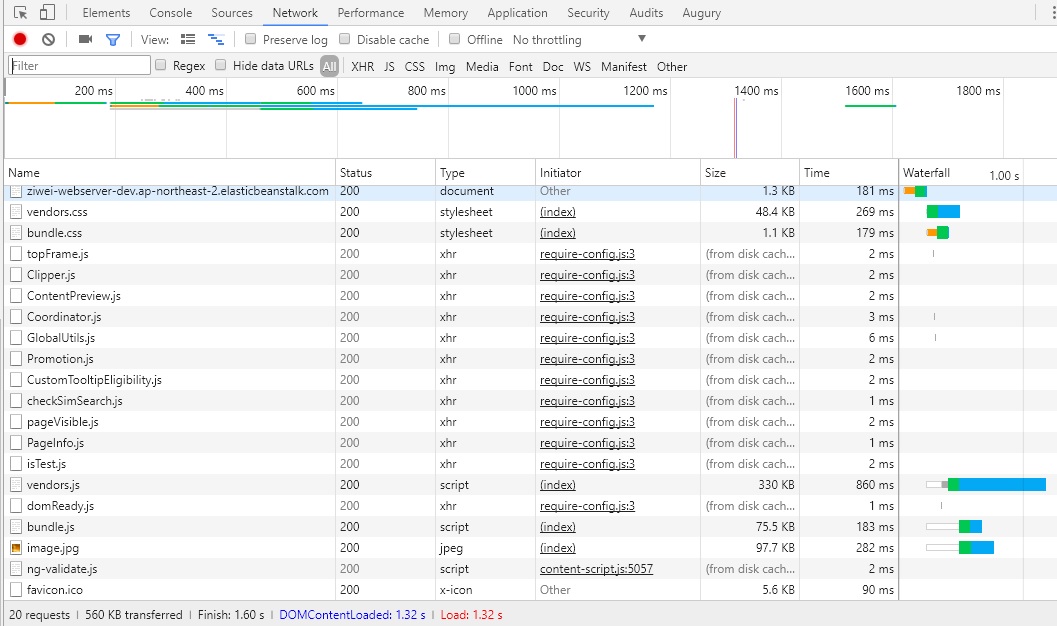 Elements Console Sources Network Performance Memory Application Security Audits Augury
View: Preserve log Disable cache Offline No throttling
Filter Regex Hide data URLs All XHR JS CSS Img Media Font Doc WS Manifest Other
200 ms 400 ms 600 ms 800 ms 1000 ms 1200 ms 1400 ms 1600 ms 1800 ms
Name Status Type Initiator Size Time Waterfall 1.00 s
ziwei-webserver-dev.ap-northeast-2.elasticbeanstalk.com 200 document Other 1.3 KB 181 ms
vendors.css 200 stylesheet (index) 48.4 KB 269 ms
bundle.css 200 stylesheet (index) 1.1 KB 179 ms
topFrame.js 200 xhr require-config.js:3 (from disk cach... 2 ms
Clipper.js 200 xhr require-config.js:3 (from disk cach... 2 ms
ContentPreview.js 200 xhr require-config.js:3 (from disk cach... 2 ms
Coordinator.js 200 xhr require-config.js:3 (from disk cach... 3 ms
GlobalUtils.js 200 xhr require-config.js:3 (from disk cach... 6 ms
Promotion.js 200 xhr require-config.js:3 (from disk cach... 2 ms
CustomTooltipEligibility.js 200 xhr require-config.js:3 (from disk cach... 2 ms
checkSimSearch.js 200 xhr require-config.js:3 (from disk cach... 1 ms
pageVisible.js 200 xhr require-config.js:3 (from disk cach... 2 ms
PageInfo.js 200 xhr require-config.js:3 (from disk cach... 1 ms
isTest.js 200 xhr require-config.js:3 (from disk cach... 2 ms
vendors.js 200 script (index) 330 KB 860 ms
domReady.js 200 xhr require-config.js:3 (from disk cach... 1 ms
bundle.js 200 script (index) 75.5 KB 183 ms
image.jpg 200 jpeg (index) 97.7 KB 282 ms
ng-validate.js 200 script content-script.js:5057 (from disk cach... 2 ms
favicon.ico 200 x-icon Other 5.6 KB 90 ms
20 requests | 560 KB transferred | Finish: 1.60 s | DOMContentLoaded: 1.32 s | Load: 1.32 s